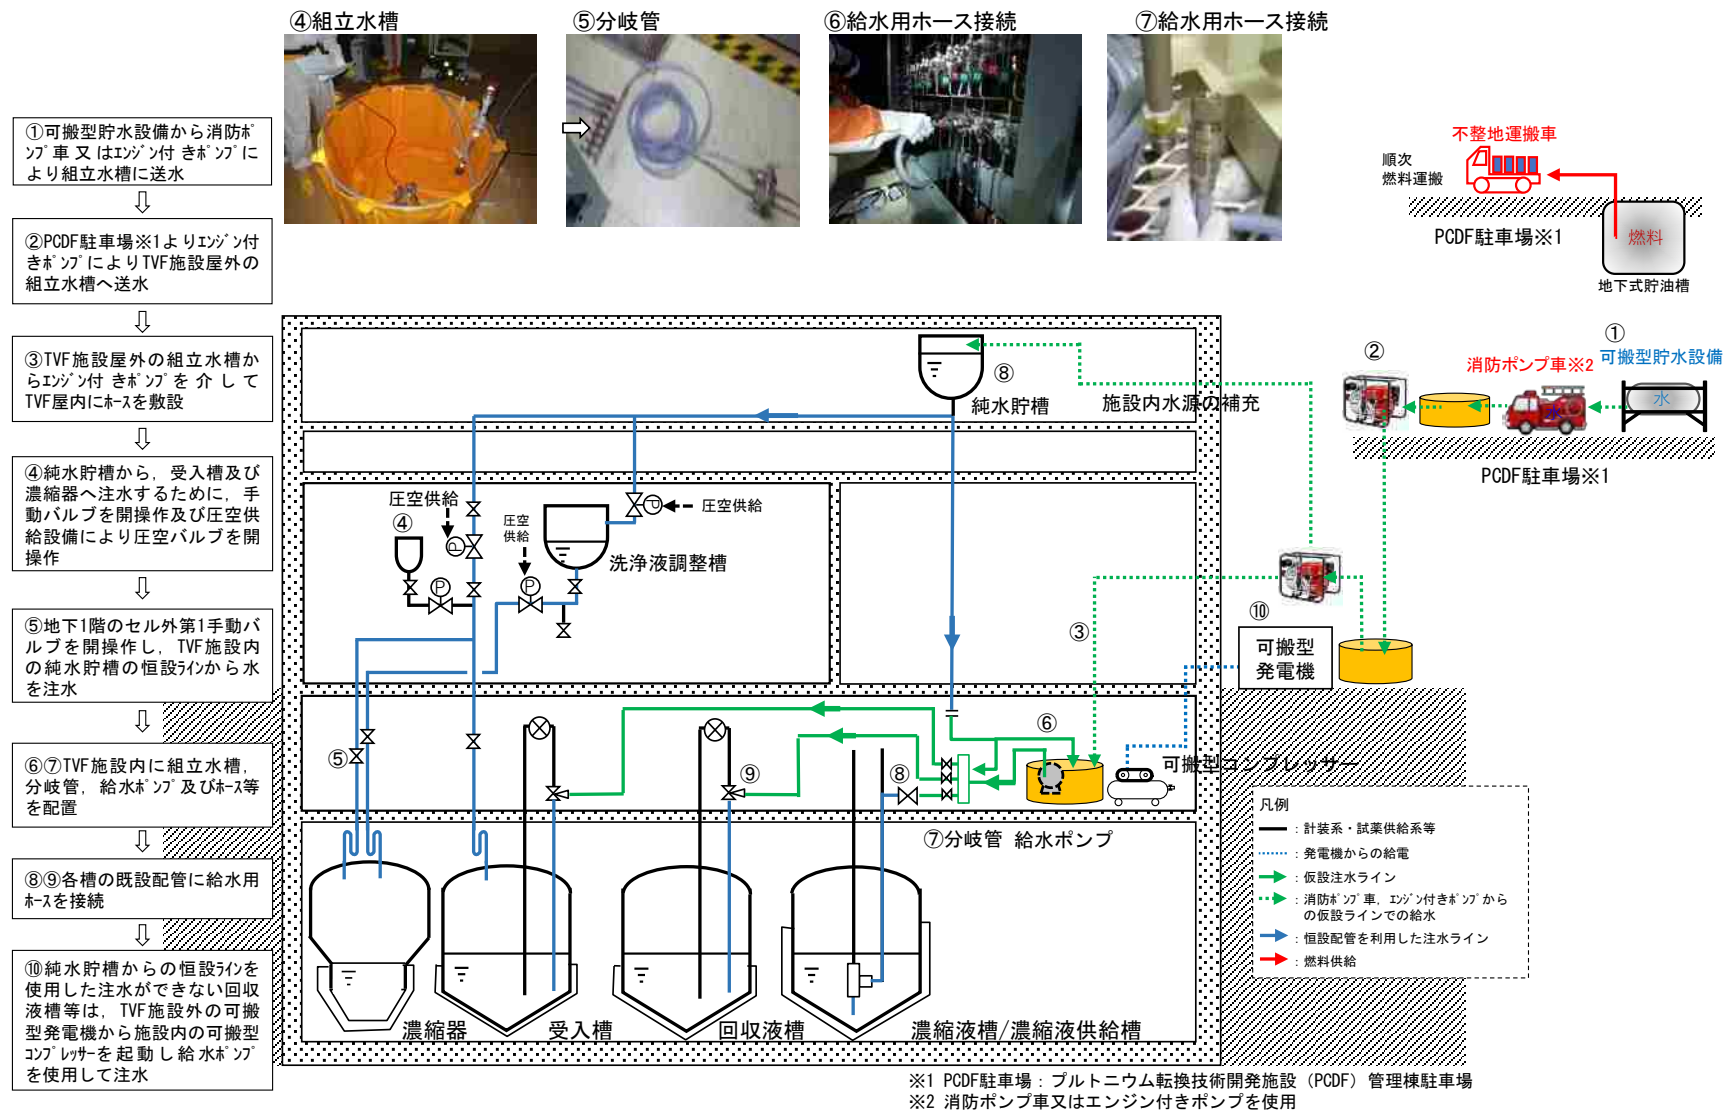 ④組立水槽
⑤分岐管
⑥給水用ホース接続
⑦給水用ホース接続
①可搬型貯水設備から消防ﾎﾟ
ﾝﾌﾟ車又はｴﾝｼﾞﾝ付きﾎﾟﾝﾌﾟに
より組立水槽に送水
②PCDF駐車場※1よりｴﾝｼﾞﾝ付
きﾎﾟﾝﾌﾟによりTVF施設屋外の
組立水槽へ送水
③TVF施設屋外の組立水槽か
らｴﾝｼﾞﾝ付きﾎﾟﾝﾌﾟを介して
TVF屋内にﾎｰｽを敷設
④純水貯槽から，受入槽及び
濃縮器へ注水するために，手
動バルブを開操作及び圧空供
給設備により圧空バルブを開
操作
⑤地下1階のセル外第1手動バ
ルブを開操作し，TVF施設内
の純水貯槽の恒設ﾗｲﾝから水
を注水
⑥⑦TVF施設内に組立水槽，
分岐管，給水ﾎﾟﾝﾌﾟ及びﾎｰｽ等
を配置
⑧⑨各槽の既設配管に給水用
ﾎｰｽを接続
⑩純水貯槽からの恒設ﾗｲﾝを
使用した注水ができない回収
液槽等は，TVF施設外の可搬
型発電機から施設内の可搬型
ｺﾝﾌﾟﾚｯｻｰを起動し給水ﾎﾟﾝﾌﾟ
を使用して注水
不整地運搬車
順次
燃料運搬
PCDF駐車場※1
燃料
地下式貯油槽
①
可搬型貯水設備
②
消防ポンプ車※2
水
水
PCDF駐車場※1
⑧
純水貯槽
施設内水源の補充
圧空供給
④
P
P
圧空
供給
P
P
圧空供給
洗浄液調整槽
③
⑩
可搬型
発電機
⑤
⑨
⑧
⑥
可搬型コンプレッサー
⑦分岐管 給水ポンプ
濃縮器
受入槽
回収液槽
濃縮液槽/濃縮液供給槽
凡例
：計装系・試薬供給系等
：発電機からの給電
：仮設注水ライン
：消防ﾎﾟﾝﾌﾟ車，ｴﾝｼﾞﾝ付きﾎﾟﾝﾌﾟから
の仮設ラインでの給水
：恒設配管を利用した注水ライン
：燃料供給
※1 PCDF駐車場：プルトニウム転換技術開発施設（PCDF）管理棟駐車場
※2 消防ポンプ車又はエンジン付きポンプを使用